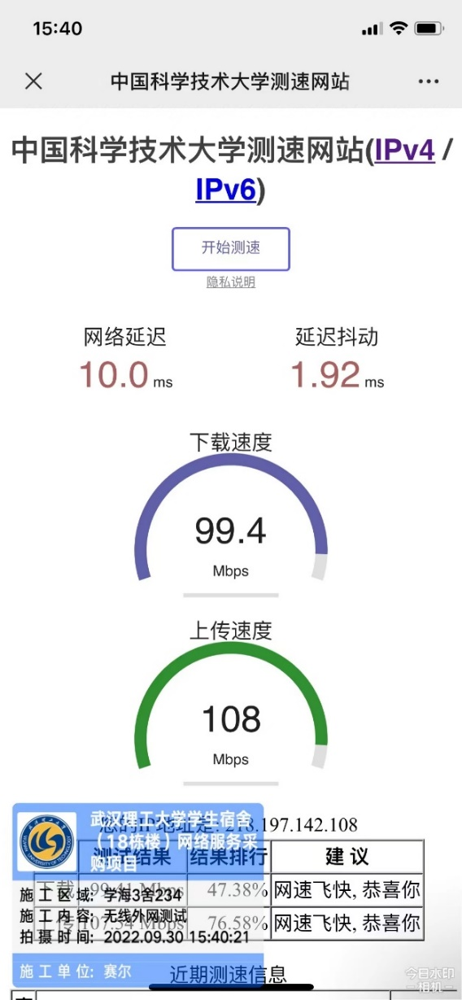 15:40
中国科学技术大学测速网站
中国科学技术大学测速网站(IPv4 /
IPv6)
开始测速
隐私说明
网络延迟
延迟抖动
10.0 ms
1.92 ms
下载速度
99.4
Mbps
上传速度
108
Mbps
您的IP地址是: 218.197.142.108
测试结果 结果排行 建 议
下载 99.41 Mbps 47.38% 网速飞快, 恭喜你
上传 107.54 Mbps 76.58% 网速飞快, 恭喜你
近期测速信息
武汉理工大学学生宿舍
（18栋楼）网络服务采
购项目
施工区域: 学海3舍234
施工内容: 无线外网测试
拍摄时间: 2022.09.30 15:40:21
施工单位: 赛尔
今日水印
相机